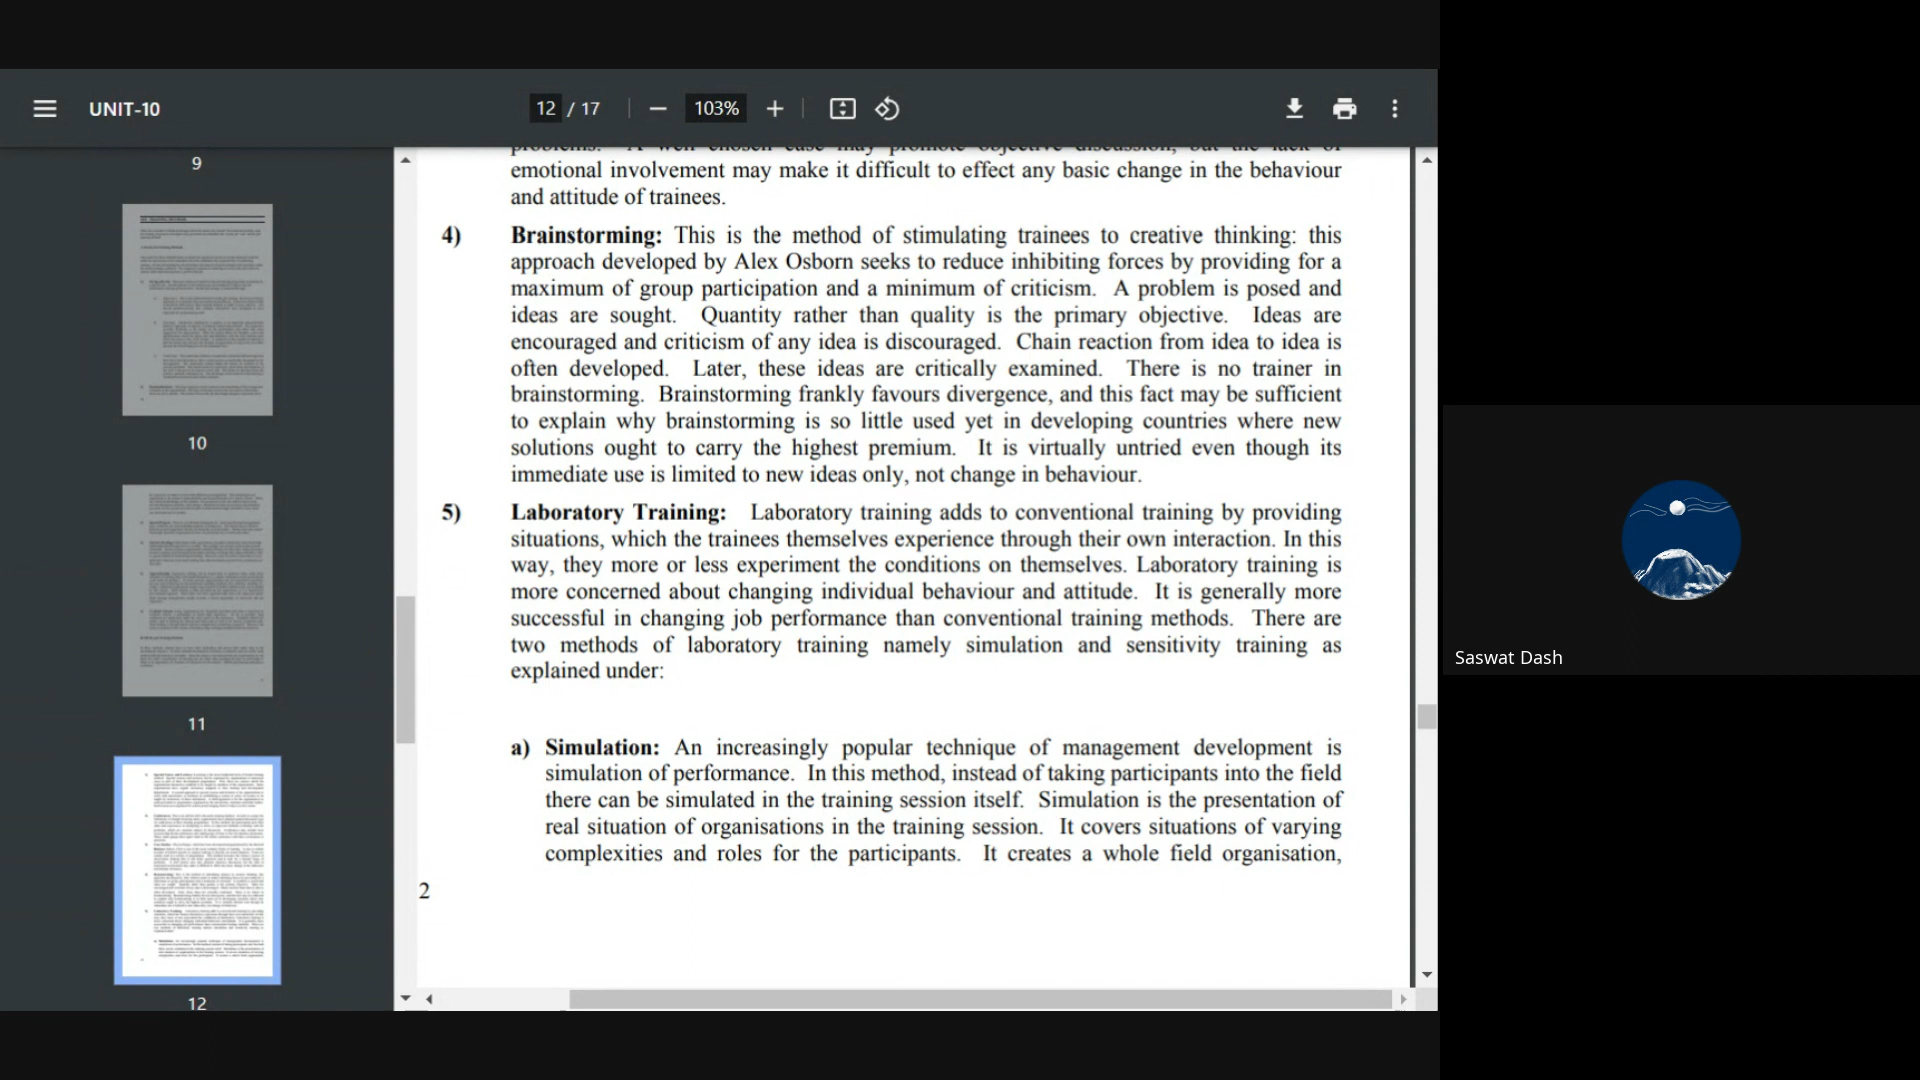 UNIT-10
12 / 17
103%
9
10
11
12
problems. A well chosen case may promote objective discussion, but the lack of
emotional involvement may make it difficult to effect any basic change in the behaviour
and attitude of trainees.
4) Brainstorming: This is the method of stimulating trainees to creative thinking: this
approach developed by Alex Osborn seeks to reduce inhibiting forces by providing for a
maximum of group participation and a minimum of criticism. A problem is posed and
ideas are sought. Quantity rather than quality is the primary objective. Ideas are
encouraged and criticism of any idea is discouraged. Chain reaction from idea to idea is
often developed. Later, these ideas are critically examined. There is no trainer in
brainstorming. Brainstorming frankly favours divergence, and this fact may be sufficient
to explain why brainstorming is so little used yet in developing countries where new
solutions ought to carry the highest premium. It is virtually untried even though its
immediate use is limited to new ideas only, not change in behaviour.
5) Laboratory Training: Laboratory training adds to conventional training by providing
situations, which the trainees themselves experience through their own interaction. In this
way, they more or less experiment the conditions on themselves. Laboratory training is
more concerned about changing individual behaviour and attitude. It is generally more
successful in changing job performance than conventional training methods. There are
two methods of laboratory training namely simulation and sensitivity training as
explained under:
a) Simulation: An increasingly popular technique of management development is
simulation of performance. In this method, instead of taking participants into the field
there can be simulated in the training session itself. Simulation is the presentation of
real situation of organisations in the training session. It covers situations of varying
complexities and roles for the participants. It creates a whole field organisation,
2
Saswat Dash